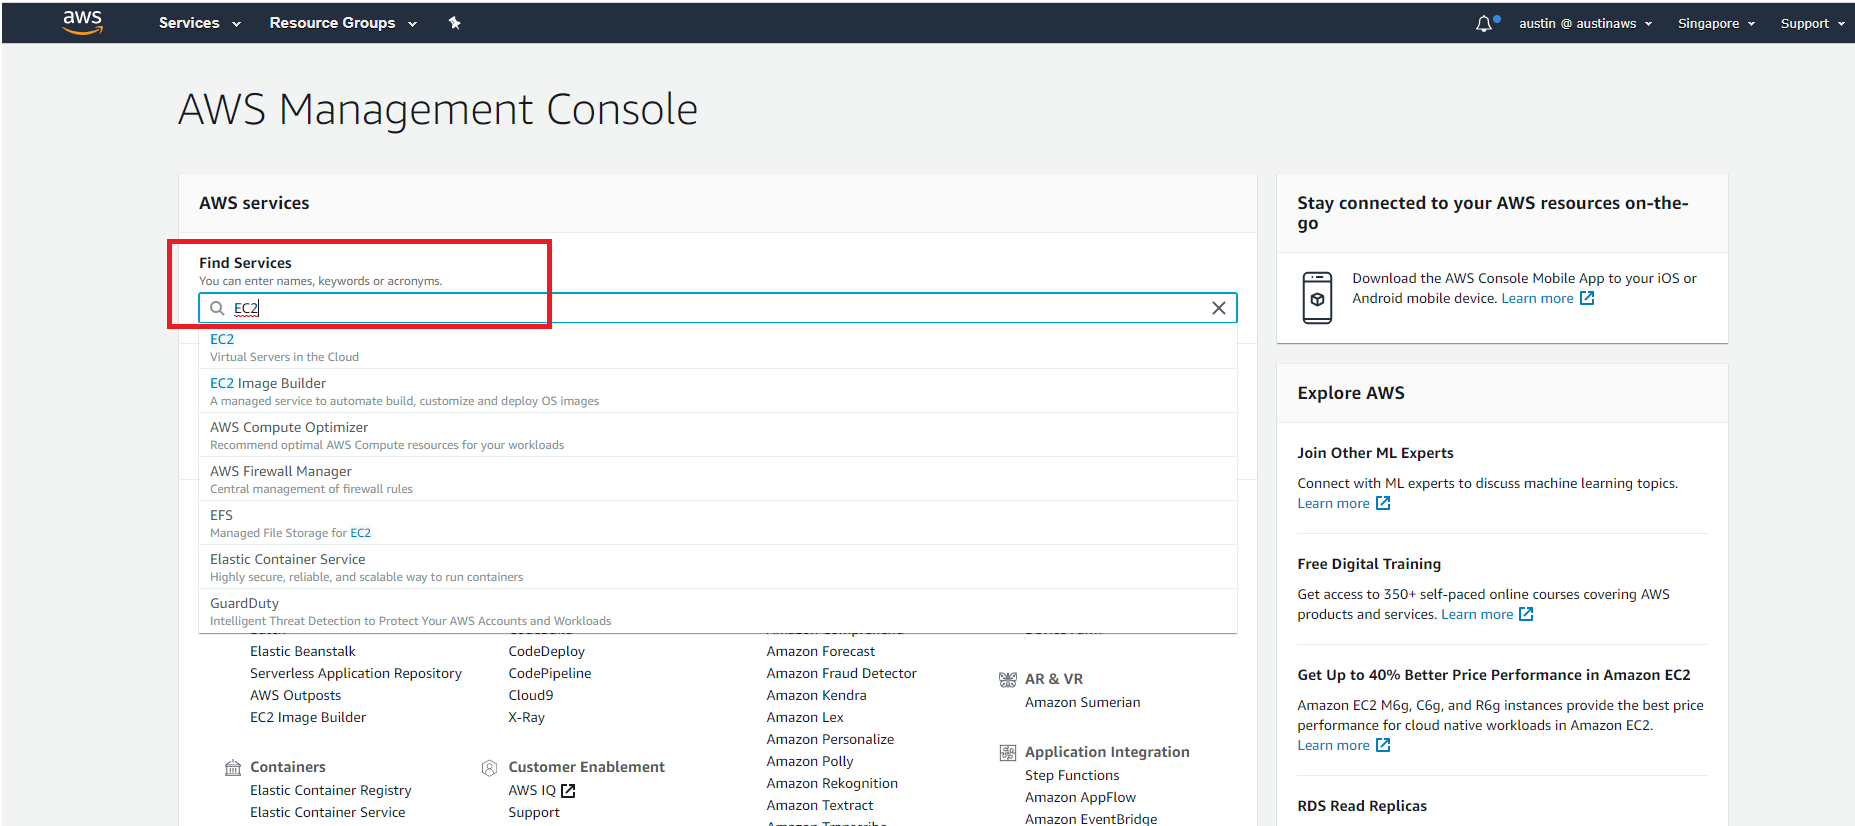 aws
Services
Resource Groups
austin @ austinaws
Singapore
Support
AWS Management Console
AWS services
Find Services
You can enter names, keywords or acronyms.
EC2
EC2
Virtual Servers in the Cloud
EC2 Image Builder
A managed service to automate build, customize and deploy OS images
AWS Compute Optimizer
Recommend optimal AWS Compute resources for your workloads
AWS Firewall Manager
Central management of firewall rules
EFS
Managed File Storage for EC2
Elastic Container Service
Highly secure, reliable, and scalable way to run containers
GuardDuty
Intelligent Threat Detection to Protect Your AWS Accounts and Workloads
Elastic Beanstalk
Serverless Application Repository
AWS Outposts
EC2 Image Builder
Containers
Elastic Container Registry
Elastic Container Service
CodeDeploy
CodePipeline
Cloud9
X-Ray
Customer Enablement
AWS IQ
Support
Amazon Forecast
Amazon Fraud Detector
Amazon Kendra
Amazon Lex
Amazon Personalize
Amazon Polly
Amazon Rekognition
Amazon Textract
AR & VR
Amazon Sumerian
Application Integration
Step Functions
Amazon AppFlow
Amazon EventBridge
Stay connected to your AWS resources on-the-
go
Download the AWS Console Mobile App to your iOS or
Android mobile device. Learn more
Explore AWS
Join Other ML Experts
Connect with ML experts to discuss machine learning topics.
Learn more
Free Digital Training
Get access to 350+ self-paced online courses covering AWS
products and services. Learn more
Get Up to 40% Better Price Performance in Amazon EC2
Amazon EC2 M6g, C6g, and R6g instances provide the best price
performance for cloud native workloads in Amazon EC2.
Learn more
RDS Read Replicas